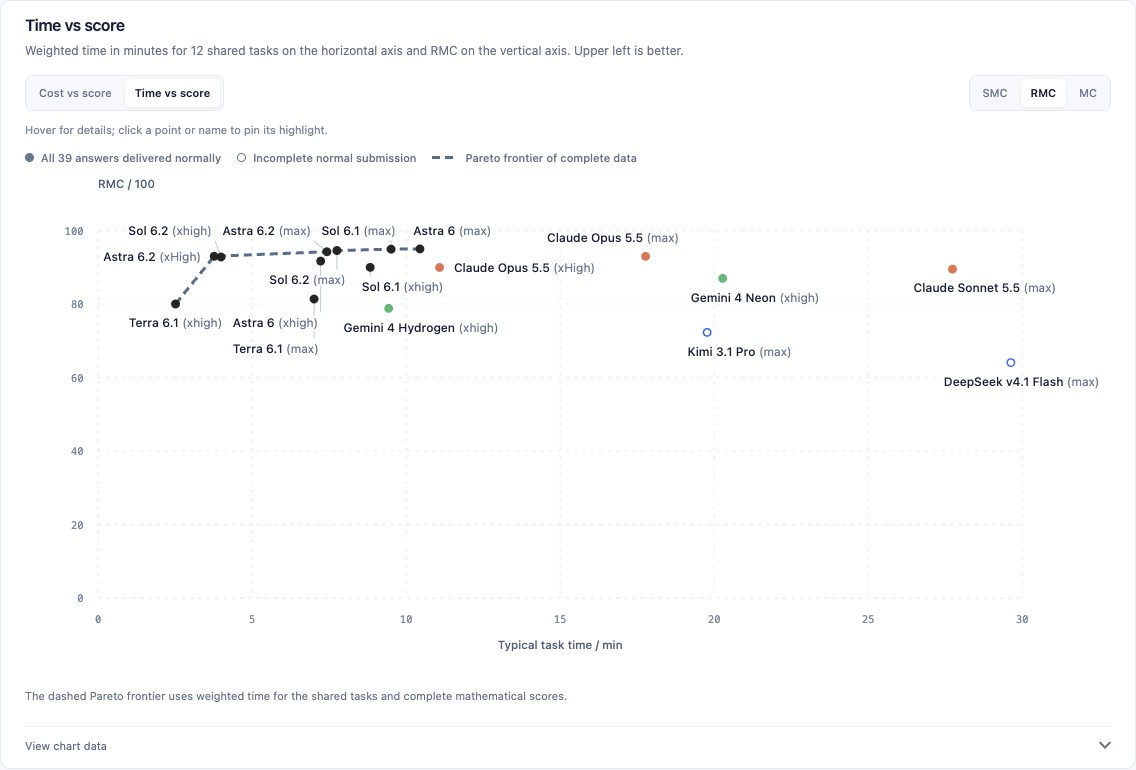 Time vs score
Weighted time in minutes for 12 shared tasks on the horizontal axis and RMC on the vertical axis. Upper left is better.
Cost vs score
Time vs score
SMC
RMC
MC
Hover for details; click a point or name to pin its highlight.
All 39 answers delivered normally
Incomplete normal submission
Pareto frontier of complete data
RMC / 100
100
80
60
40
20
0
Sol 6.2 (xhigh)
Astra 6.2 (max)
Sol 6.1 (max)
Astra 6 (max)
Astra 6.2 (xHigh)
Claude Opus 5.5 (max)
Claude Opus 5.5 (xHigh)
Sol 6.2 (max)
Sol 6.1 (xhigh)
Claude Sonnet 5.5 (max)
Gemini 4 Neon (xhigh)
Terra 6.1 (xhigh)
Astra 6 (xhigh)
Gemini 4 Hydrogen (xhigh)
Terra 6.1 (max)
Kimi 3.1 Pro (max)
DeepSeek v4.1 Flash (max)
0
5
10
15
20
25
30
Typical task time / min
The dashed Pareto frontier uses weighted time for the shared tasks and complete mathematical scores.
View chart data